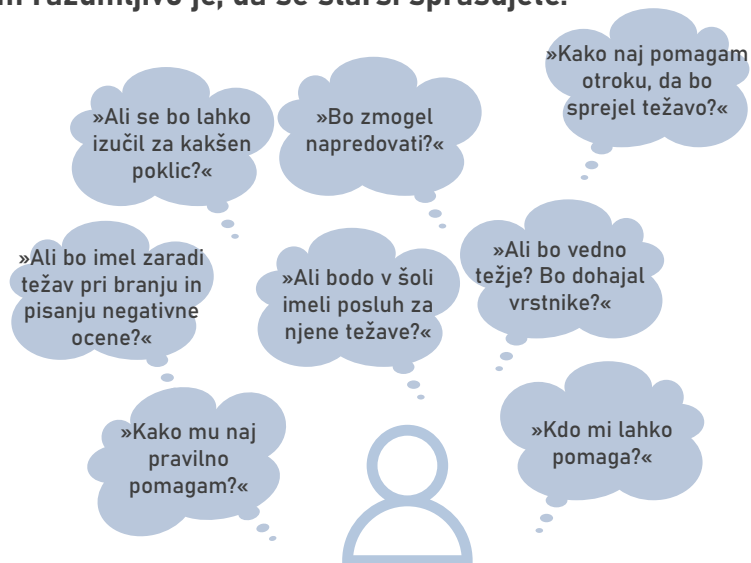 razumljivo je, da se starši sprašujete:
»Kako naj pomagam
otroku, da bo
sprejel težavo?«
»Ali se bo lahko
izučil za kakšen
poklic?«
»Bo zmogel
napredovati?«
»Ali bo imel zaradi
težav pri branju in
pisanju negativne
ocene?«
»Ali bodo v šoli
imeli posluh za
njene težave?«
»Ali bo vedno
težje? Bo dohajal
vrstnike?«
»Kako mu naj
pravilno
pomagam?«
»Kdo mi lahko
pomaga?«